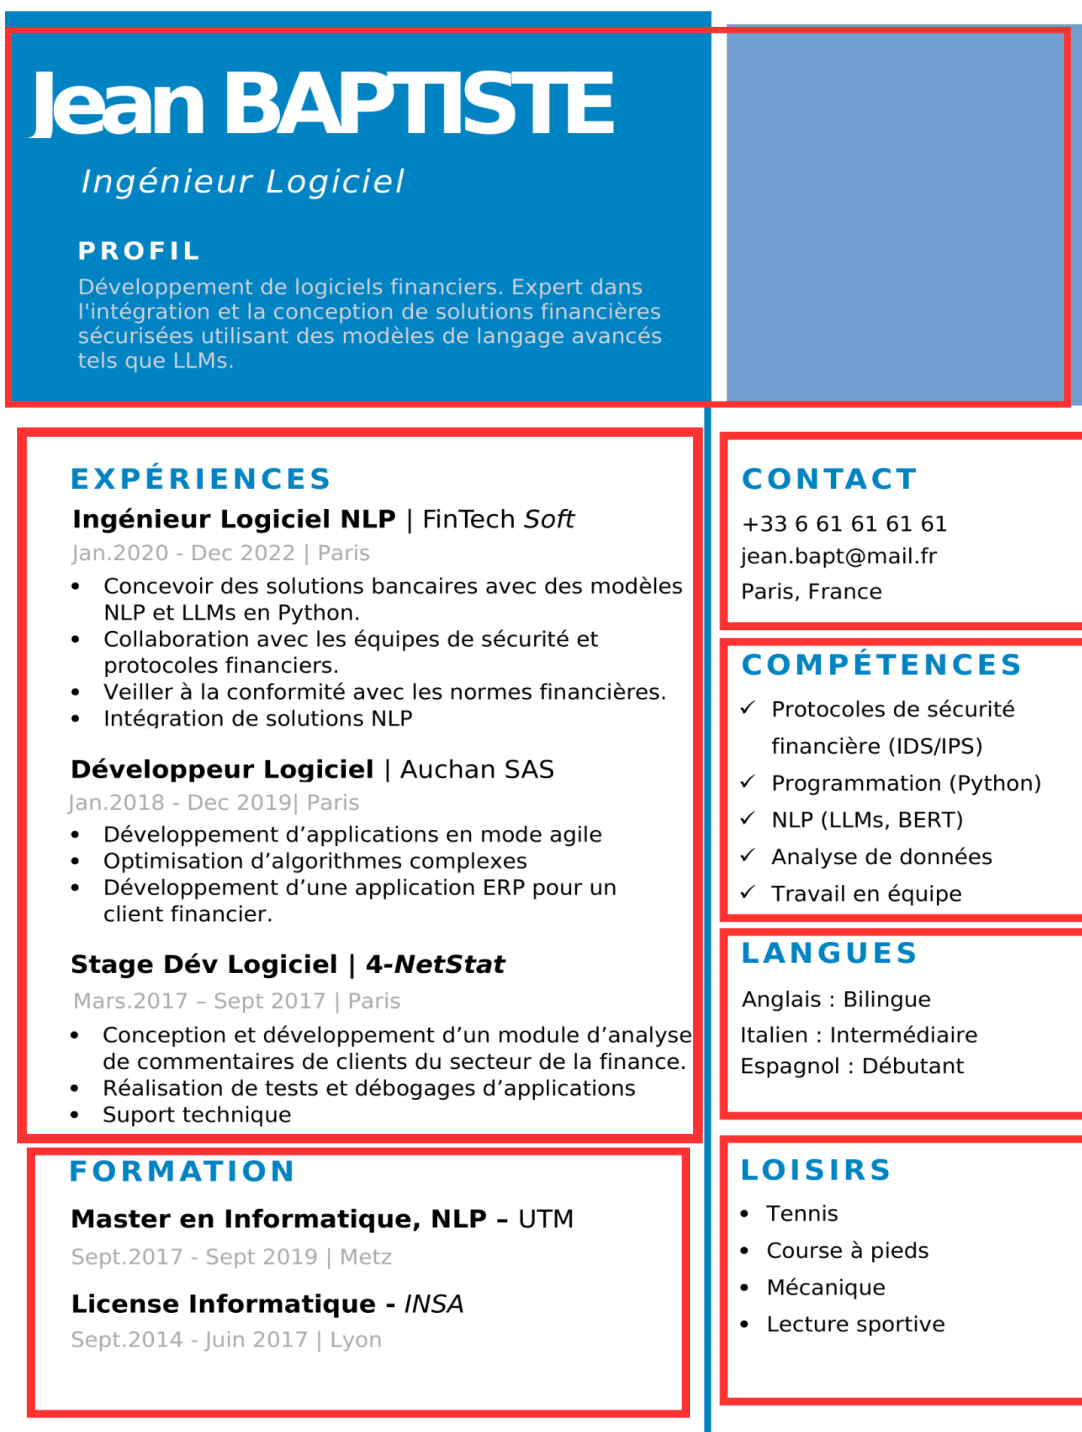 Jean BAPTISTE
Ingénieur Logiciel
PROFIL
Développement de logiciels financiers. Expert dans
l'intégration et la conception de solutions financières
sécurisées utilisant des modèles de langage avancés
tels que LLMs.
EXPÉRIENCES
Ingénieur Logiciel NLP | FinTech Soft
Jan.2020 - Dec 2022 | Paris
• Concevoir des solutions bancaires avec des modèles
NLP et LLMs en Python.
• Collaboration avec les équipes de sécurité et
protocoles financiers.
• Veiller à la conformité avec les normes financières.
• Intégration de solutions NLP
Développeur Logiciel | Auchan SAS
Jan.2018 - Dec 2019| Paris
• Développement d’applications en mode agile
• Optimisation d’algorithmes complexes
• Développement d’une application ERP pour un
client financier.
Stage Dév Logiciel | 4-NetStat
Mars.2017 – Sept 2017 | Paris
• Conception et développement d’un module d’analyse
de commentaires de clients du secteur de la finance.
• Réalisation de tests et débogages d’applications
• Suport technique
FORMATION
Master en Informatique, NLP – UTM
Sept.2017 - Sept 2019 | Metz
License Informatique - INSA
Sept.2014 - Juin 2017 | Lyon
CONTACT
+33 6 61 61 61 61
jean.bapt@mail.fr
Paris, France
COMPÉTENCES
✓ Protocoles de sécurité
financière (IDS/IPS)
✓ Programmation (Python)
✓ NLP (LLMs, BERT)
✓ Analyse de données
✓ Travail en équipe
LANGUES
Anglais : Bilingue
Italien : Intermédiaire
Espagnol : Débutant
LOISIRS
• Tennis
• Course à pieds
• Mécanique
• Lecture sportive